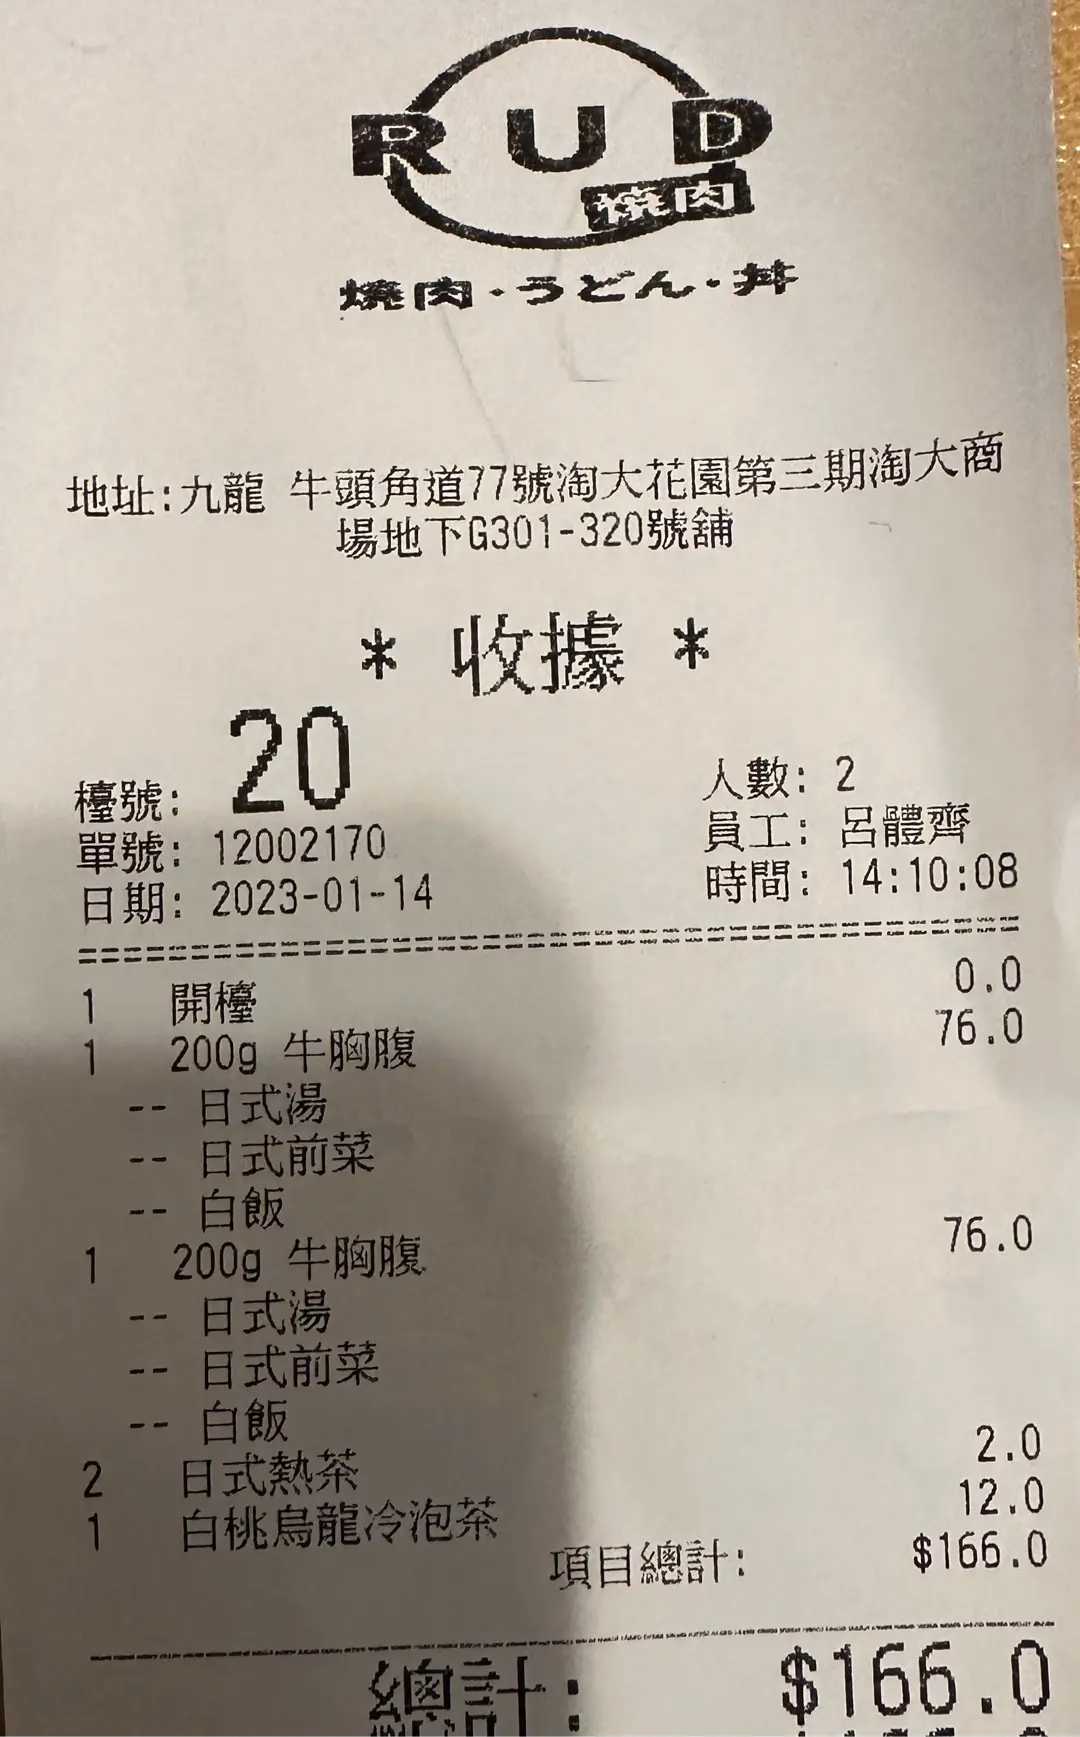 RUD
燒肉
燒肉・うどん・丼
地址:九龍 牛頭角道77號淘大花園第三期淘大商
場地下G301-320號舖
* 收據 *
檯號: 20
人數: 2
單號: 12002170
員工: 呂體齊
日期: 2023-01-14
時間: 14:10:08
1 開檯 0.0
1 200g 牛胸腹 76.0
-- 日式湯
-- 日式前菜
-- 白飯
1 200g 牛胸腹 76.0
-- 日式湯
-- 日式前菜
-- 白飯
2 日式熱茶 2.0
1 白桃烏龍冷泡茶 12.0
項目總計: $166.0
總計: $166.0